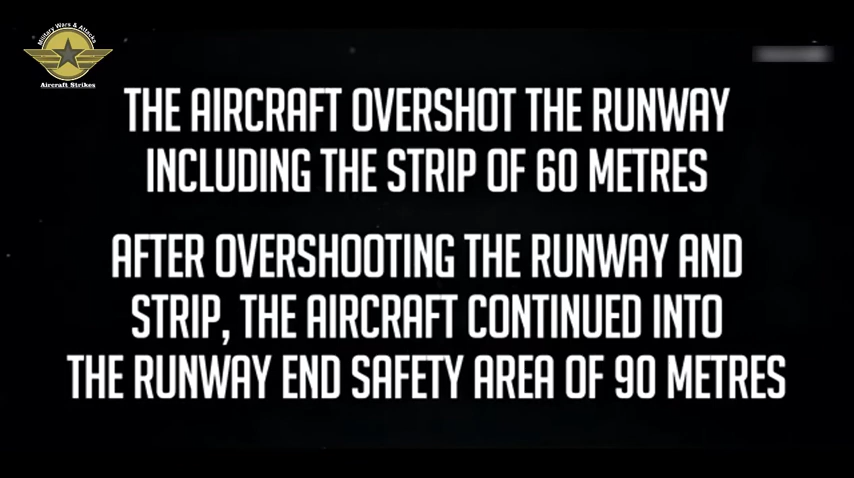 Military Wars & Attacks
Aircraft Strikes
THE AIRCRAFT OVERSHOT THE RUNWAY
INCLUDING THE STRIP OF 60 METRES
AFTER OVERSHOOTING THE RUNWAY AND
STRIP, THE AIRCRAFT CONTINUED INTO
THE RUNWAY END SAFETY AREA OF 90 METRES